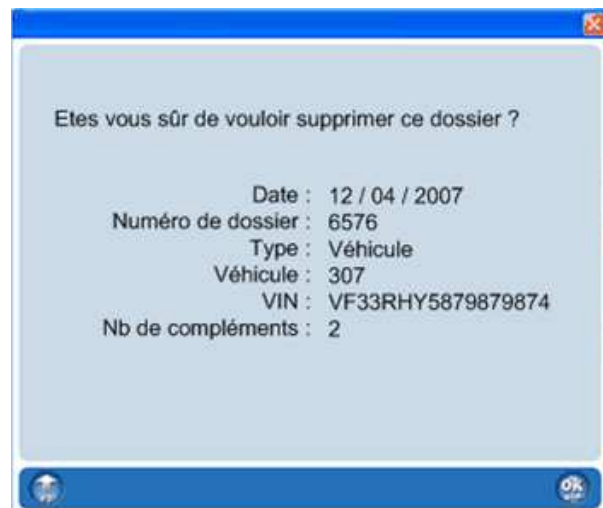 Etes vous sûr de vouloir supprimer ce dossier ?
Date : 12 / 04 / 2007
Numéro de dossier : 6576
Type : Véhicule
Véhicule : 307
VIN : VF33RHY5879879874
Nb de compléments : 2
ok